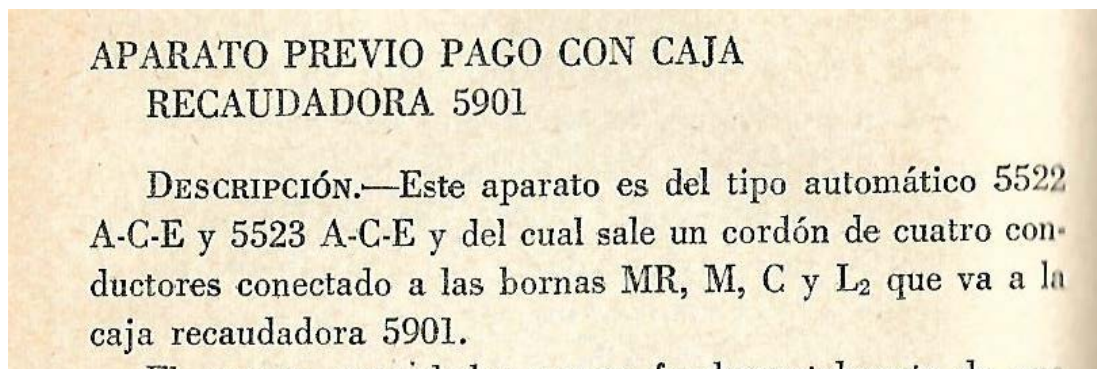 APARATO PREVIO PAGO CON CAJA
RECAUDADORA 5901
DESCRIPCIÓN.—Este aparato es del tipo automático 5522
A-C-E y 5523 A-C-E y del cual sale un cordón de cuatro con-
ductores conectado a las bornas MR, M, C y L₂ que va a la
caja recaudadora 5901.